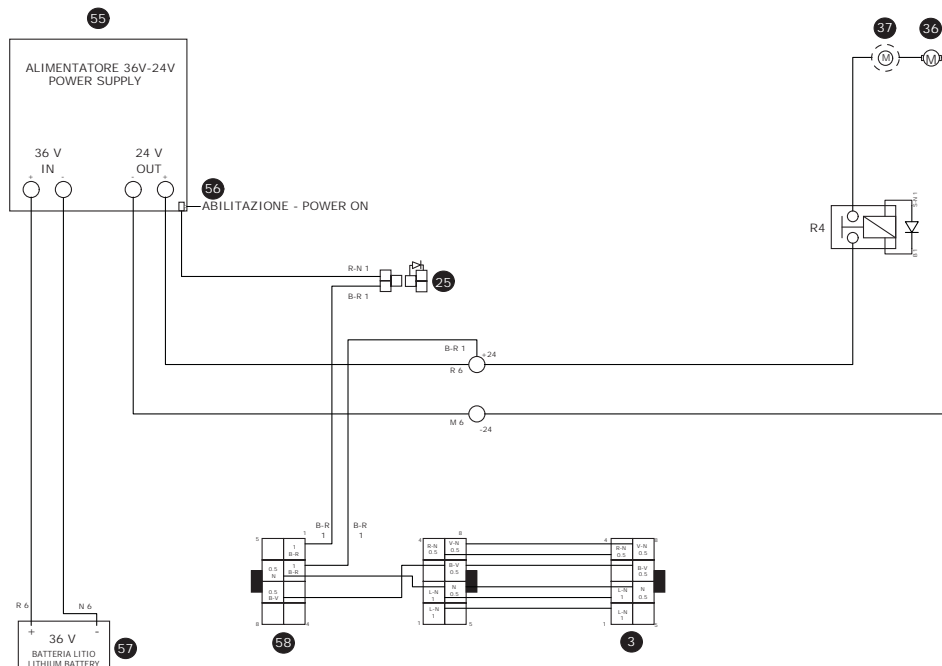 55
37
36
ALIMENTATORE 36V-24V
POWER SUPPLY
M
M
36 V
IN
24 V
OUT
+
-
-
+
56
ABILITAZIONE - POWER ON
R4
S-N 1
B 1
R-N 1
B-R 1
25
B-R 1
+24
R 6
M 6
-24
B-R
1
B-R
1
5
1
1
B-R
0.5
N
1
B-R
0.5
B-V
8
4
58
4
8
R-N
0.5
V-N
0.5
B-V
0.5
L-N
1
N
0.5
L-N
1
1
5
4
8
R-N
0.5
V-N
0.5
B-V
0.5
L-N
1
N
0.5
L-N
1
1
5
3
R 6
N 6
+
-
36 V
BATTERIA LITIO
LITHIUM BATTERY
57